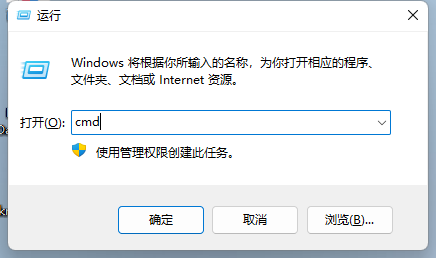 运行
Windows 将根据你所输入的名称，为你打开相应的程序、
文件夹、文档或 Internet 资源。
打开(O): cmd
使用管理权限创建此任务。
确定 取消 浏览(B)...